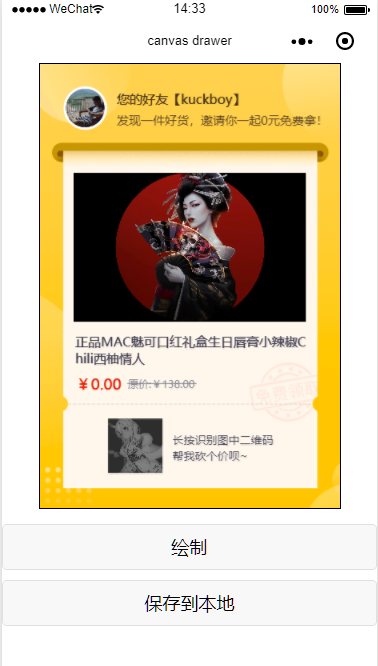 WeChat 14:33 100%
canvas drawer
您的好友【kuckboy】
发现一件好货，邀请你一起0元免费拿！
正品MAC魅可口红礼盒生日唇膏小辣椒C
hili西柚情人
￥0.00 原价:￥138.00
免费领取
长按识别图中二维码
帮我砍个价呗~
绘制
保存到本地